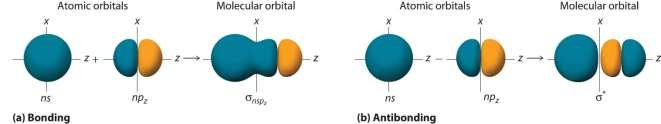 Atomic orbitals Molecular orbital Atomic orbitals Molecular orbital
x x x x x x
z + z → z z − z → z
ns npz σnspz ns npz σ*
(a) Bonding (b) Antibonding